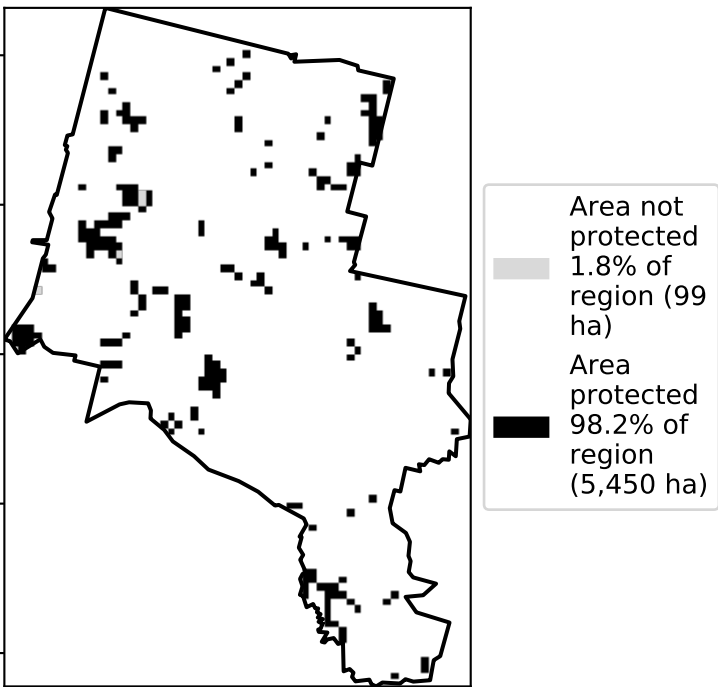 Area not
protected
1.8% of
region (99
ha)
Area
protected
98.2% of
region
(5,450 ha)